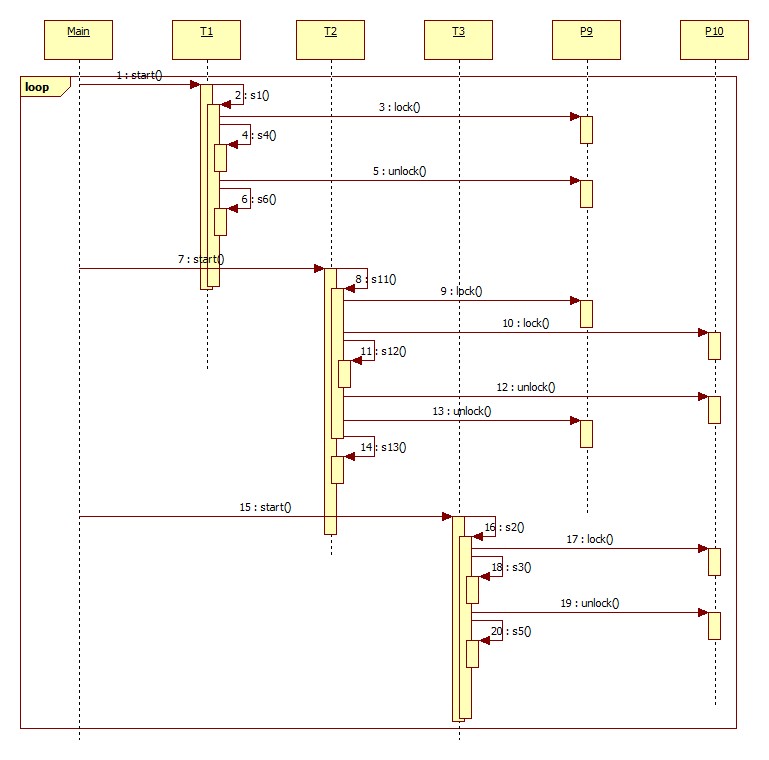 Main T1 T2 T3 P9 P10
loop
1 : start()
2 : s1()
3 : lock()
4 : s4()
5 : unlock()
6 : s6()
7 : start()
8 : s11()
9 : lock()
10 : lock()
11 : s12()
12 : unlock()
13 : unlock()
14 : s13()
15 : start()
16 : s2()
17 : lock()
18 : s3()
19 : unlock()
20 : s5()